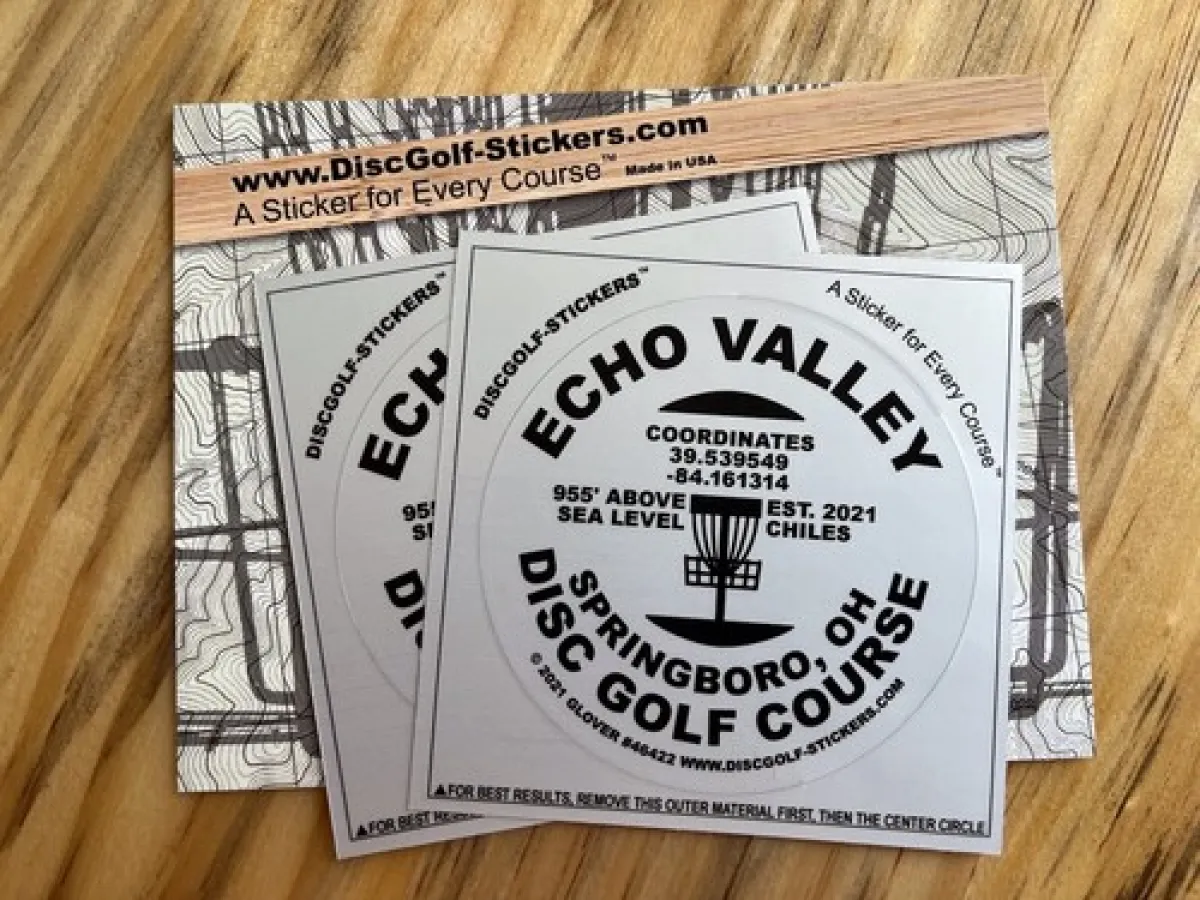 www.DiscGolf-Stickers.com
A Sticker for Every Course™ Made in USA
DISCGOLF-STICKERS™
ECH
955'
SE
DIS
▲FOR BEST RE
DISCGOLF-STICKERS™
A Sticker for Every Course™
ECHO VALLEY
COORDINATES
39.539549
-84.161314
955' ABOVE
SEA LEVEL
EST. 2021
CHILES
SPRINGBORO, OH
DISC GOLF COURSE
© 2021 GLOVER #46422 WWW.DISCGOLF-STICKERS.COM
▲FOR BEST RESULTS, REMOVE THIS OUTER MATERIAL FIRST, THEN THE CENTER CIRCLE